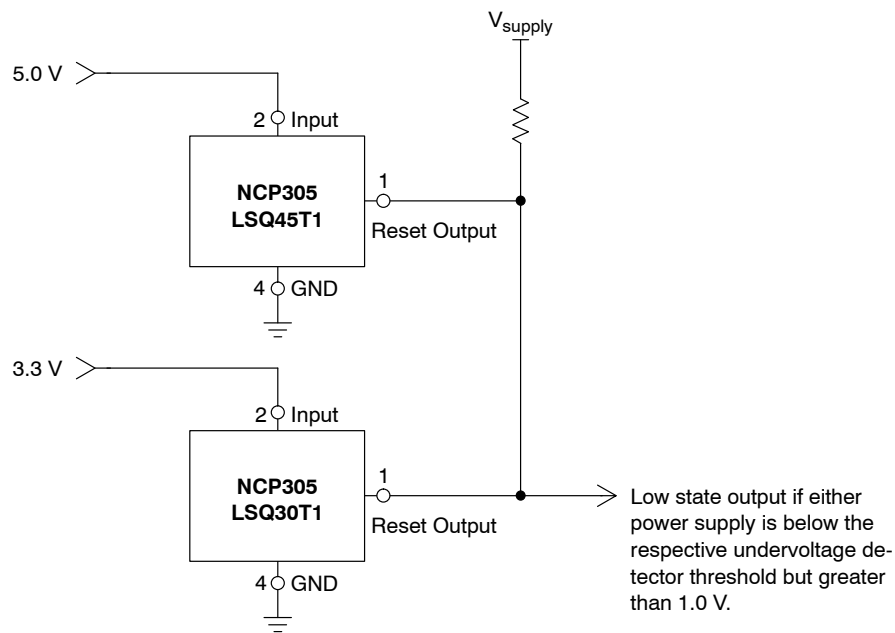 V supply
5.0 V
2 Input
NCP305
LSQ45T1
1
Reset Output
4 GND
3.3 V
2 Input
NCP305
LSQ30T1
1
Reset Output
4 GND
Low state output if either
power supply is below the
respective undervoltage de-
tector threshold but greater
than 1.0 V.